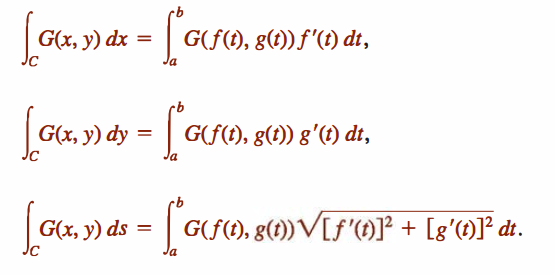 ∫_C G(x, y) dx = ∫_a^b G(f(t), g(t)) f'(t) dt,
∫_C G(x, y) dy = ∫_a^b G(f(t), g(t)) g'(t) dt,
∫_C G(x, y) ds = ∫_a^b G(f(t), g(t)) √([f'(t)]² + [g'(t)]²) dt.